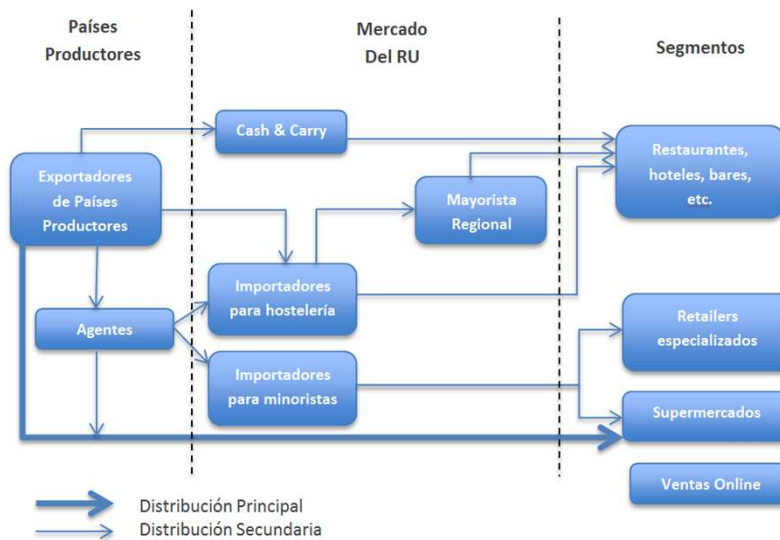 Países
Productores
Mercado
Del RU
Segmentos
Cash & Carry
Exportadores
de Países
Productores
Mayorista
Regional
Restaurantes,
hoteles, bares,
etc.
Agentes
Importadores
para hostelería
Importadores
para minoristas
Retailers
especializados
Supermercados
Ventas Online
Distribución Principal
Distribución Secundaria